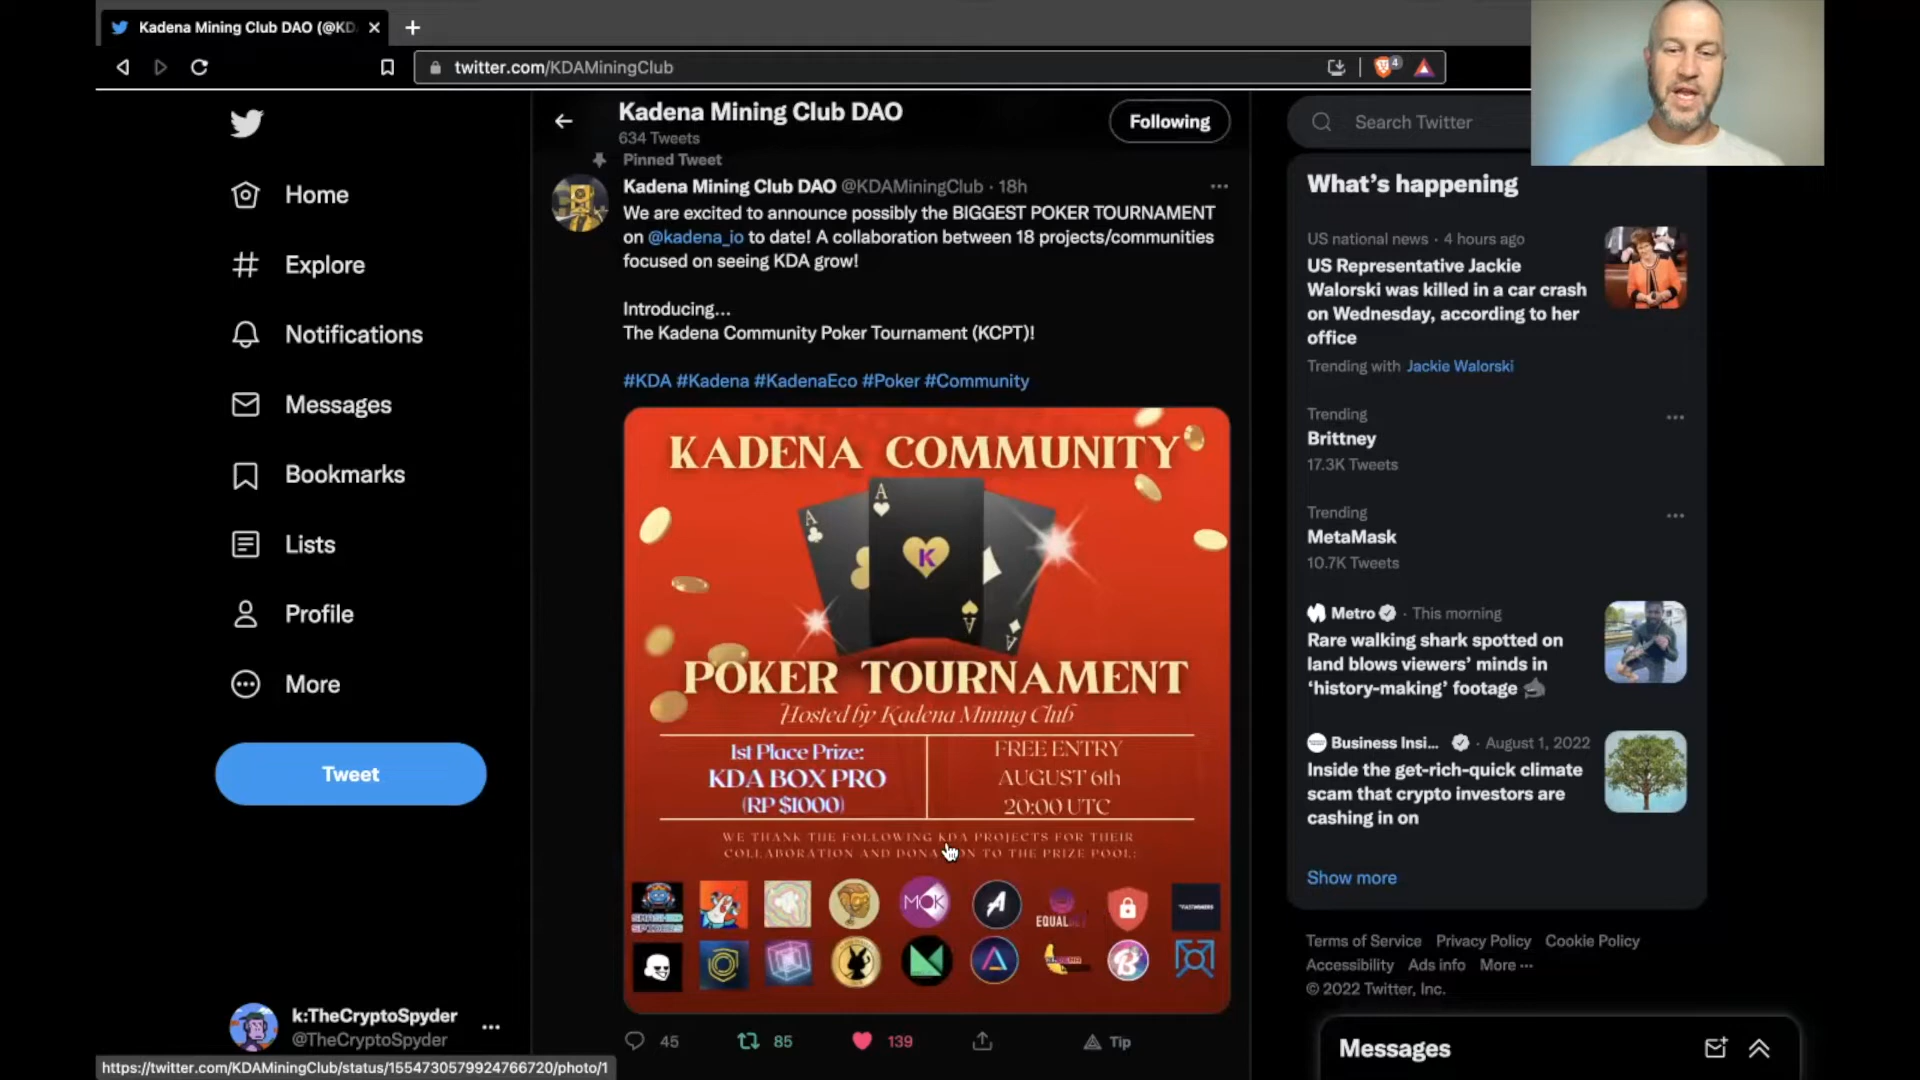 Kadena Mining Club DAO (@KD
twitter.com/KDAMiningClub
4
Home
Explore
Notifications
Messages
Bookmarks
Lists
Profile
More
Tweet
k:TheCryptoSpyder
@TheCryptoSpyder
https://twitter.com/KDAMiningClub/status/1554730579924766720/photo/1
Kadena Mining Club DAO
634 Tweets
Following
Pinned Tweet
Kadena Mining Club DAO @KDAMiningClub · 18h
We are excited to announce possibly the BIGGEST POKER TOURNAMENT
on @kadena_io to date! A collaboration between 18 projects/communities
focused on seeing KDA grow!
Introducing...
The Kadena Community Poker Tournament (KCPT)!
#KDA #Kadena #KadenaEco #Poker #Community
KADENA COMMUNITY
A
A
K
A
A
POKER TOURNAMENT
Hosted by Kadena Mining Club
1st Place Prize:
KDA BOX PRO
(RP $1000)
FREE ENTRY
AUGUST 6th
20:00 UTC
WE THANK THE FOLLOWING KDA PROJECTS FOR THEIR
COLLABORATION AND DONATION TO THE PRIZE POOL:
MOK
A
EQUAL
B
45
85
139
Tip
Search Twitter
What's happening
US national news · 4 hours ago
US Representative Jackie
Walorski was killed in a car crash
on Wednesday, according to her
office
Trending with Jackie Walorski
Trending
Brittney
17.3K Tweets
Trending
MetaMask
10.7K Tweets
Metro · This morning
Rare walking shark spotted on
land blows viewers' minds in
'history-making' footage
Business Insi... · August 1, 2022
Inside the get-rich-quick climate
scam that crypto investors are
cashing in on
Show more
Terms of Service Privacy Policy Cookie Policy
Accessibility Ads info More ...
© 2022 Twitter, Inc.
Messages